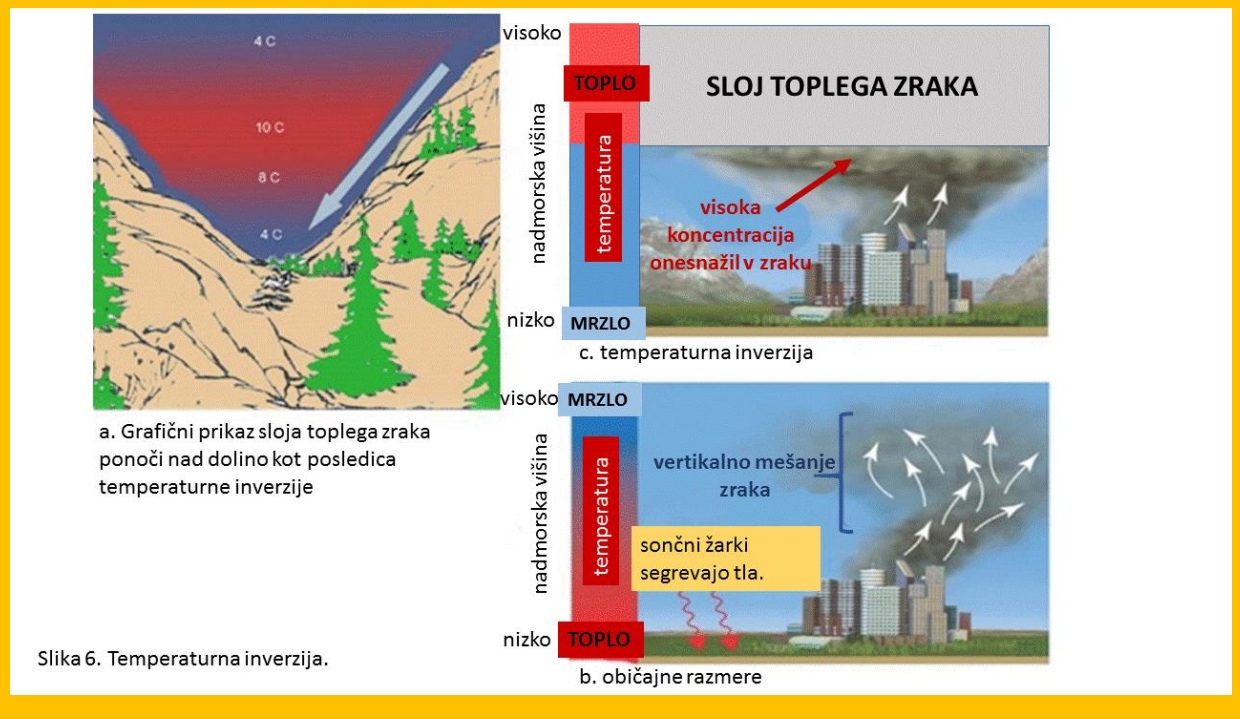 4 C
10 C
8 C
4 C
a. Grafični prikaz sloja toplega zraka
ponoči nad dolino kot posledica
temperaturne inverzije
visoko
TOPLO
SLOJ TOPLEGA ZRAKA
nadmorska višina
temperatura
visoka
koncentracija
onesnažil v zraku
nizko
MRZLO
c. temperaturna inverzija
visoko
MRZLO
nadmorska višina
temperatura
vertikalno mešanje
zraka
sončni žarki
segrevajo tla.
nizko
TOPLO
b. običajne razmere
Slika 6. Temperaturna inverzija.